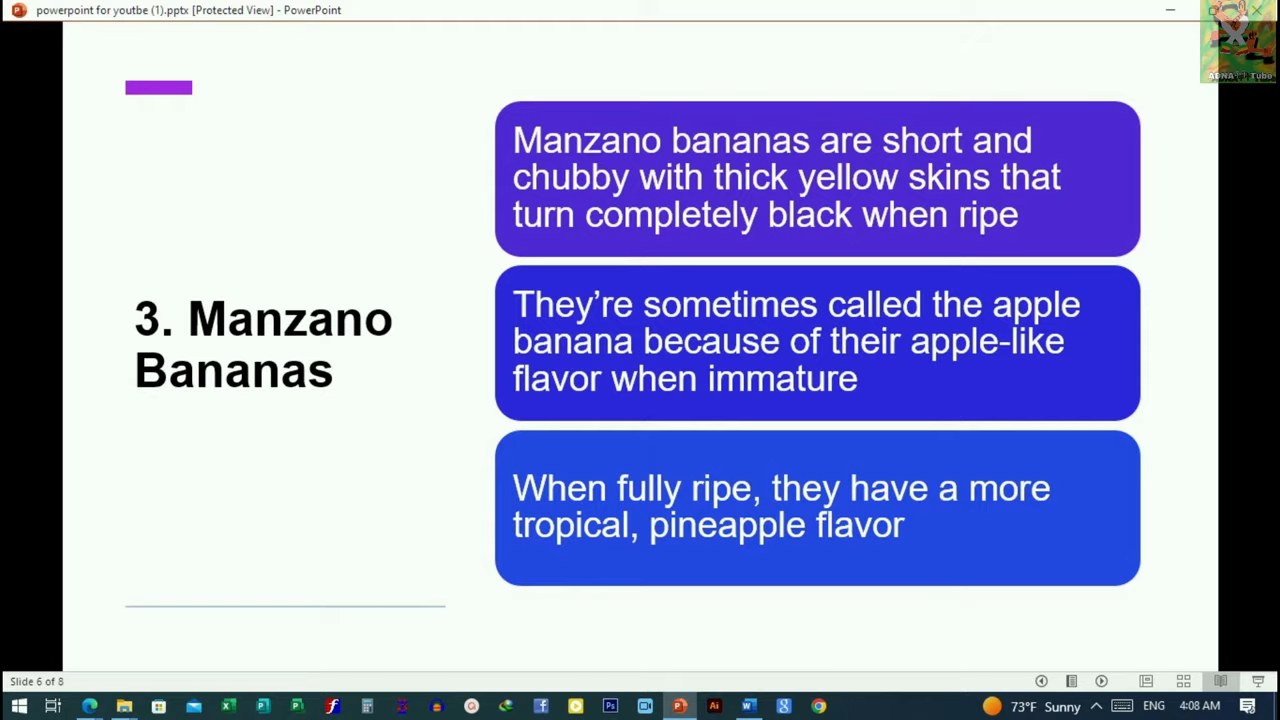 powerpoint for youtbe (1).pptx [Protected View] - PowerPoint
ADNA Tube
Manzano bananas are short and
chubby with thick yellow skins that
turn completely black when ripe
3. Manzano
Bananas
They're sometimes called the apple
banana because of their apple-like
flavor when immature
When fully ripe, they have a more
tropical, pineapple flavor
Slide 6 of 8
73°F Sunny
ENG
4:08 AM